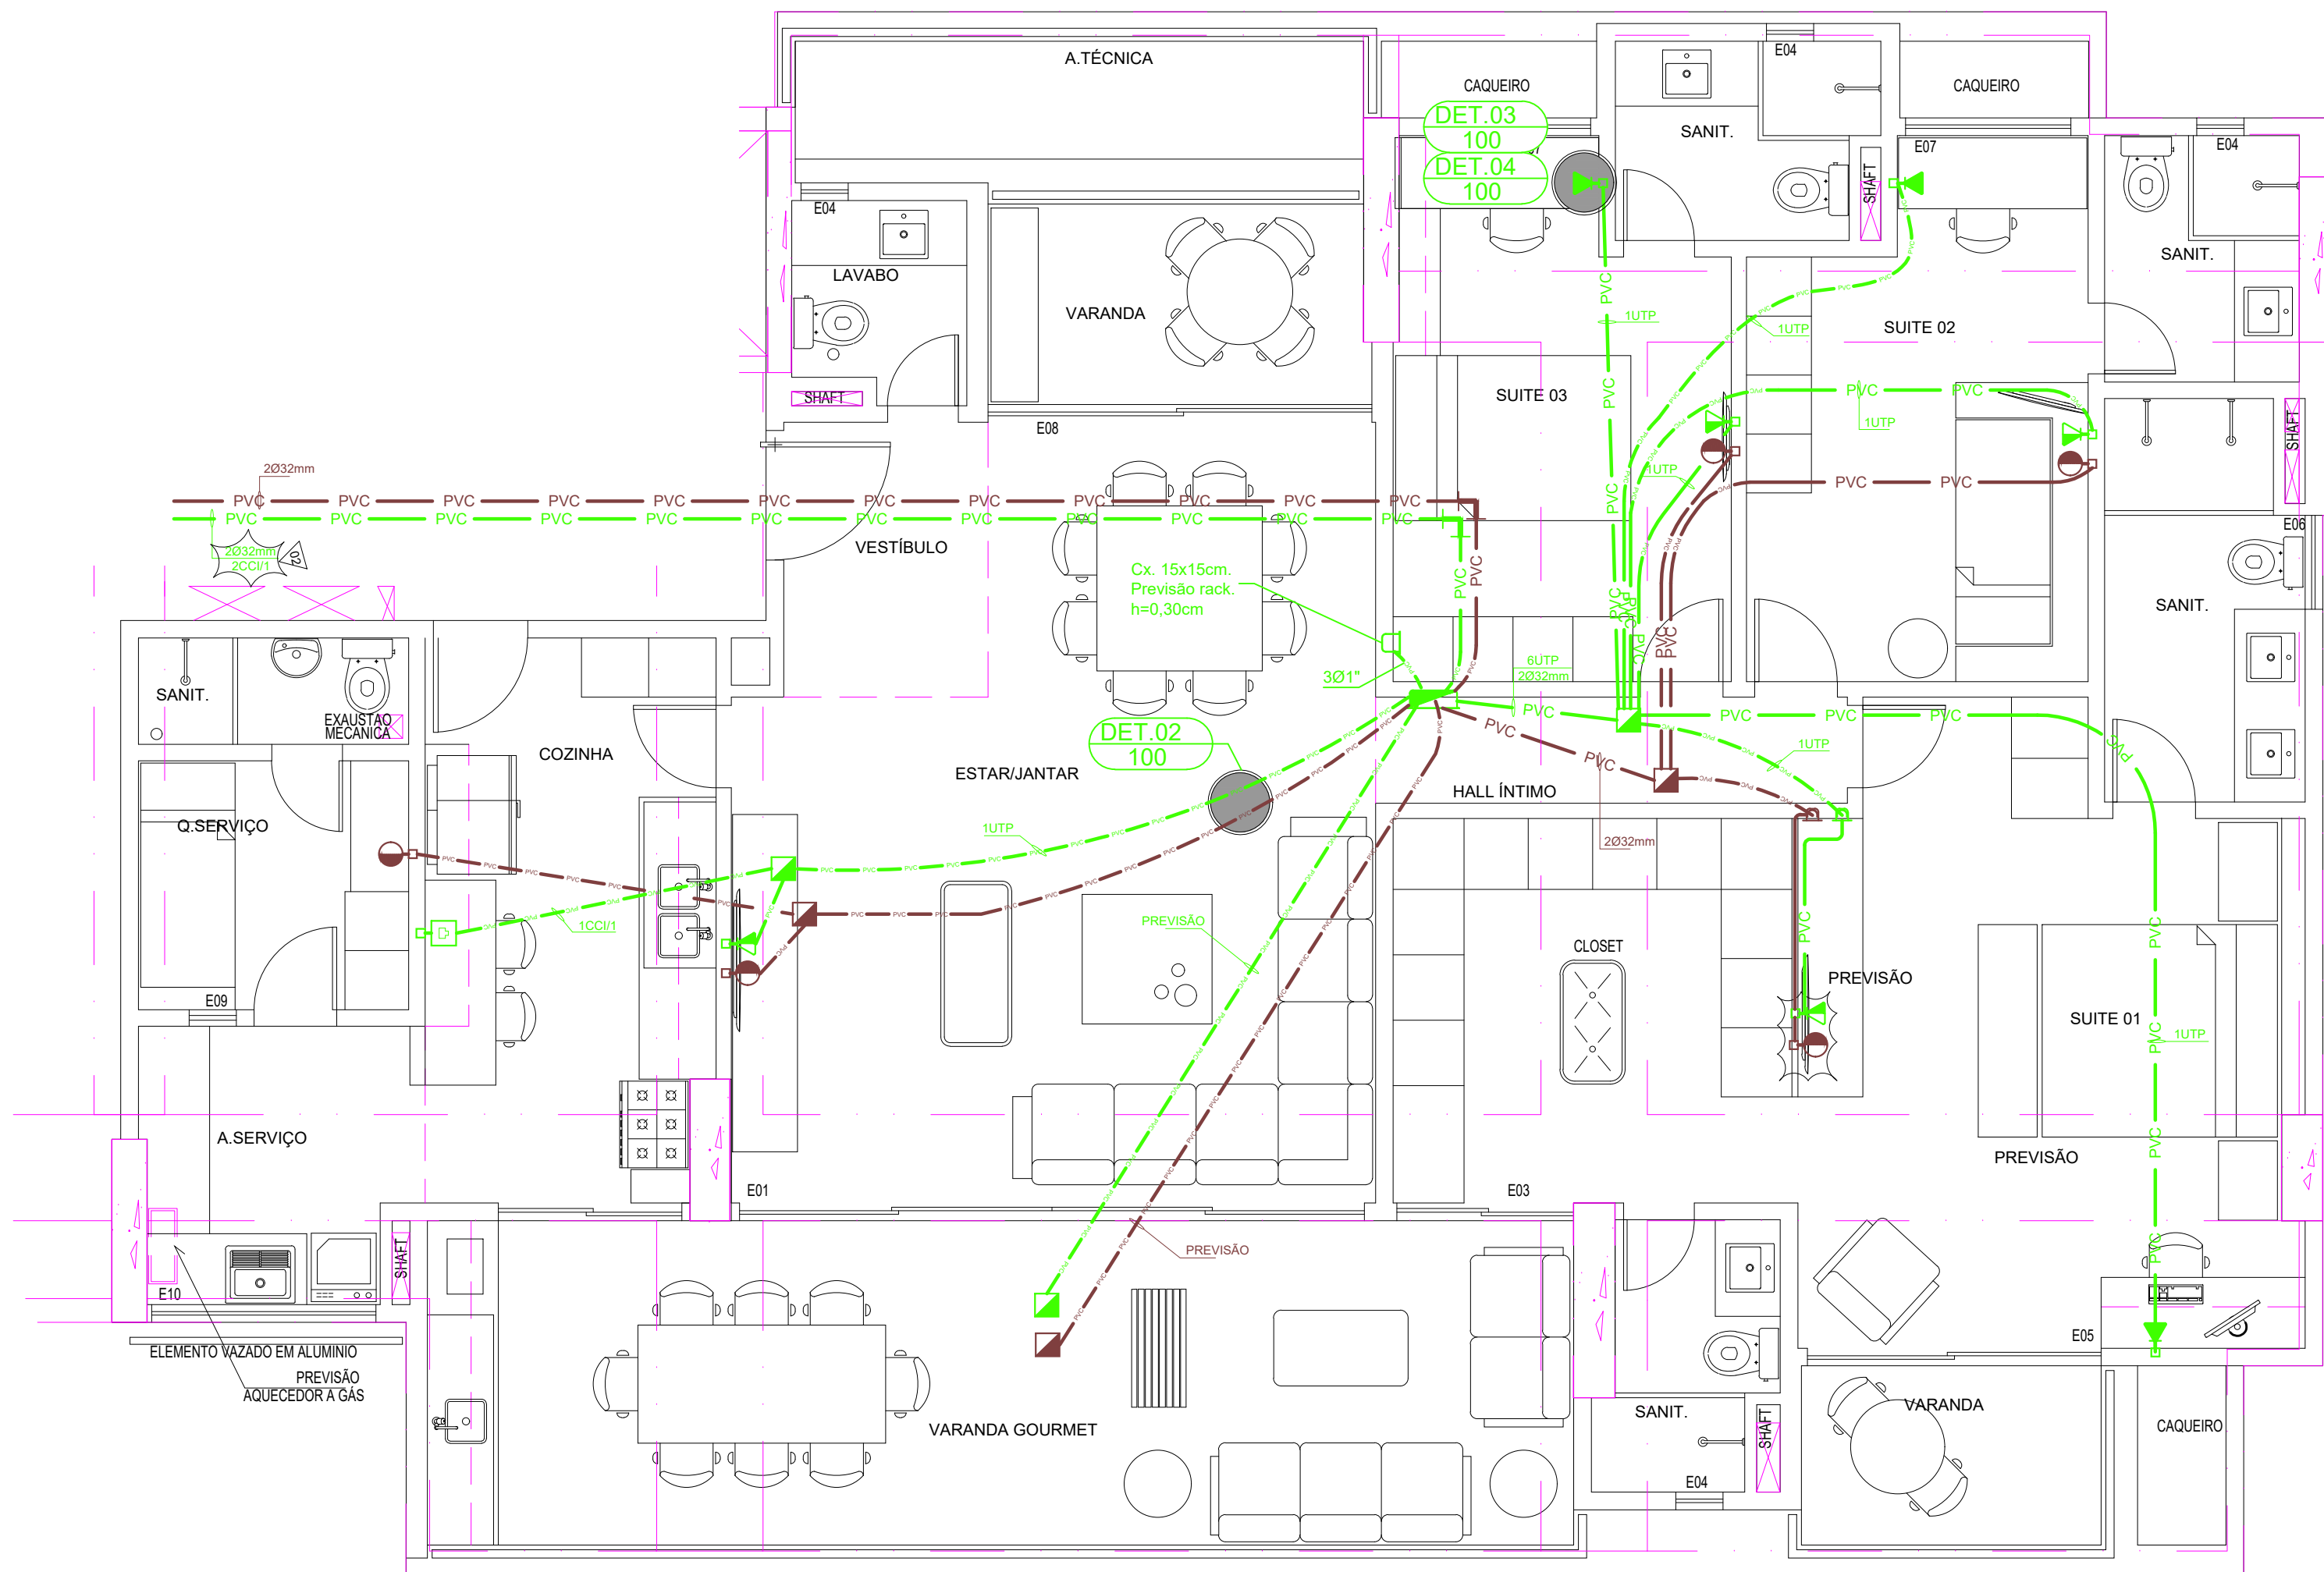 A.TÉCNICA
E04
CAQUEIRO
CAQUEIRO
DET.03
100
SANIT.
SHAFT
E07
E04
DET.04
100
E04
LAVABO
VARANDA
SANIT.
1UTP
1UTP
SUITE 02
SHAFT
SUITE 03
E08
1UTP
SHAFT
1UTP
2Ø32mm
PVC PVC PVC PVC PVC PVC PVC PVC PVC PVC PVC PVC
PVC PVC PVC PVC PVC PVC PVC PVC PVC PVC PVC PVC
PVC PVC
PVC PVC
E06
VESTÍBULO
2Ø32mm
2CCI/1
02
Cx. 15x15cm.
Previsão rack.
h=0,30cm
SANIT.
3Ø1"
6UTP
2Ø32mm
SANIT.
EXAUSTAO
MECANICA
PVC PVC PVC PVC
PVC
PVC
DET.02
100
1UTP
COZINHA
ESTAR/JANTAR
HALL ÍNTIMO
Q.SERVIÇO
1UTP
2Ø32mm
1CCI/1
PREVISÃO
CLOSET
PREVISÃO
E09
SUITE 01
1UTP
A.SERVIÇO
PREVISÃO
E01
E03
PREVISÃO
SHAFT
E10
ELEMENTO VAZADO EM ALUMINIO
PREVISÃO
AQUECEDOR A GÁS
E05
VARANDA
SANIT.
SHAFT
CAQUEIRO
VARANDA GOURMET
E04